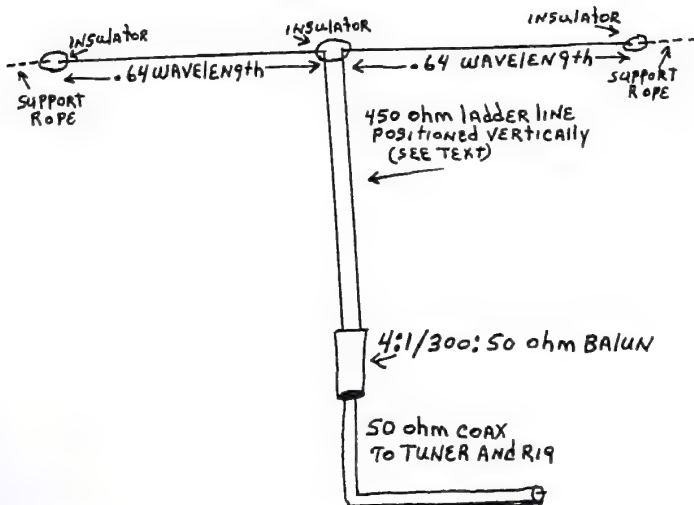 INSULATOR
INSULATOR
INSULATOR
.64 WAVELENGTH
.64 WAVELENGTH
SUPPORT
ROPE
SUPPORT
ROPE
450 ohm LADDER LINE
POSITIONED VERTICALLY
(SEE TEXT)
4:1/300:50 ohm BALUN
50 ohm COAX
TO TUNER AND RIG